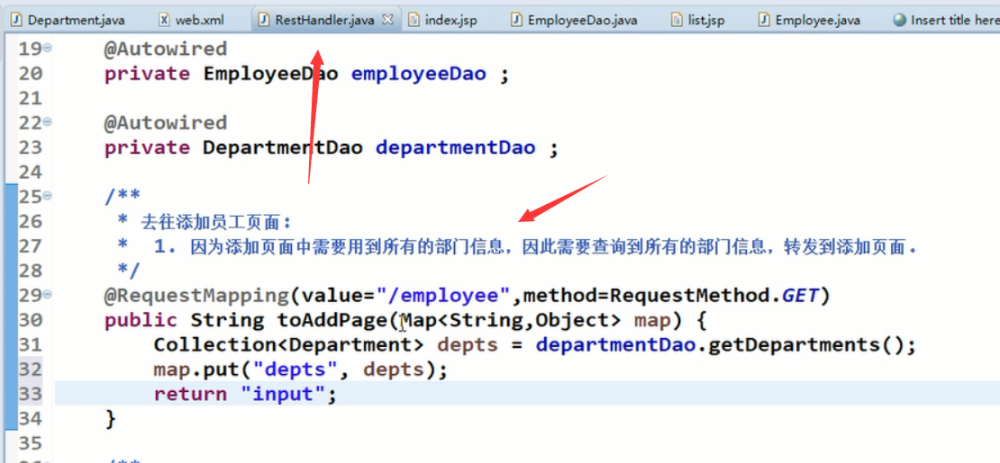 Department.java web.xml RestHandler.java index.jsp EmployeeDao.java list.jsp Employee.java Insert title here
19 @Autowired
20 private EmployeeDao employeeDao ;
21
22 @Autowired
23 private DepartmentDao departmentDao ;
24
25 /**
26 * 去往添加员工页面:
27 * 1. 因为添加页面中需要用到所有的部门信息，因此需要查询到所有的部门信息，转发到添加页面.
28 */
29 @RequestMapping(value="/employee",method=RequestMethod.GET)
30 public String toAddPage(Map<String,Object> map) {
31 Collection<Department> depts = departmentDao.getDepartments();
32 map.put("depts", depts);
33 return "input";
34 }
35
/**